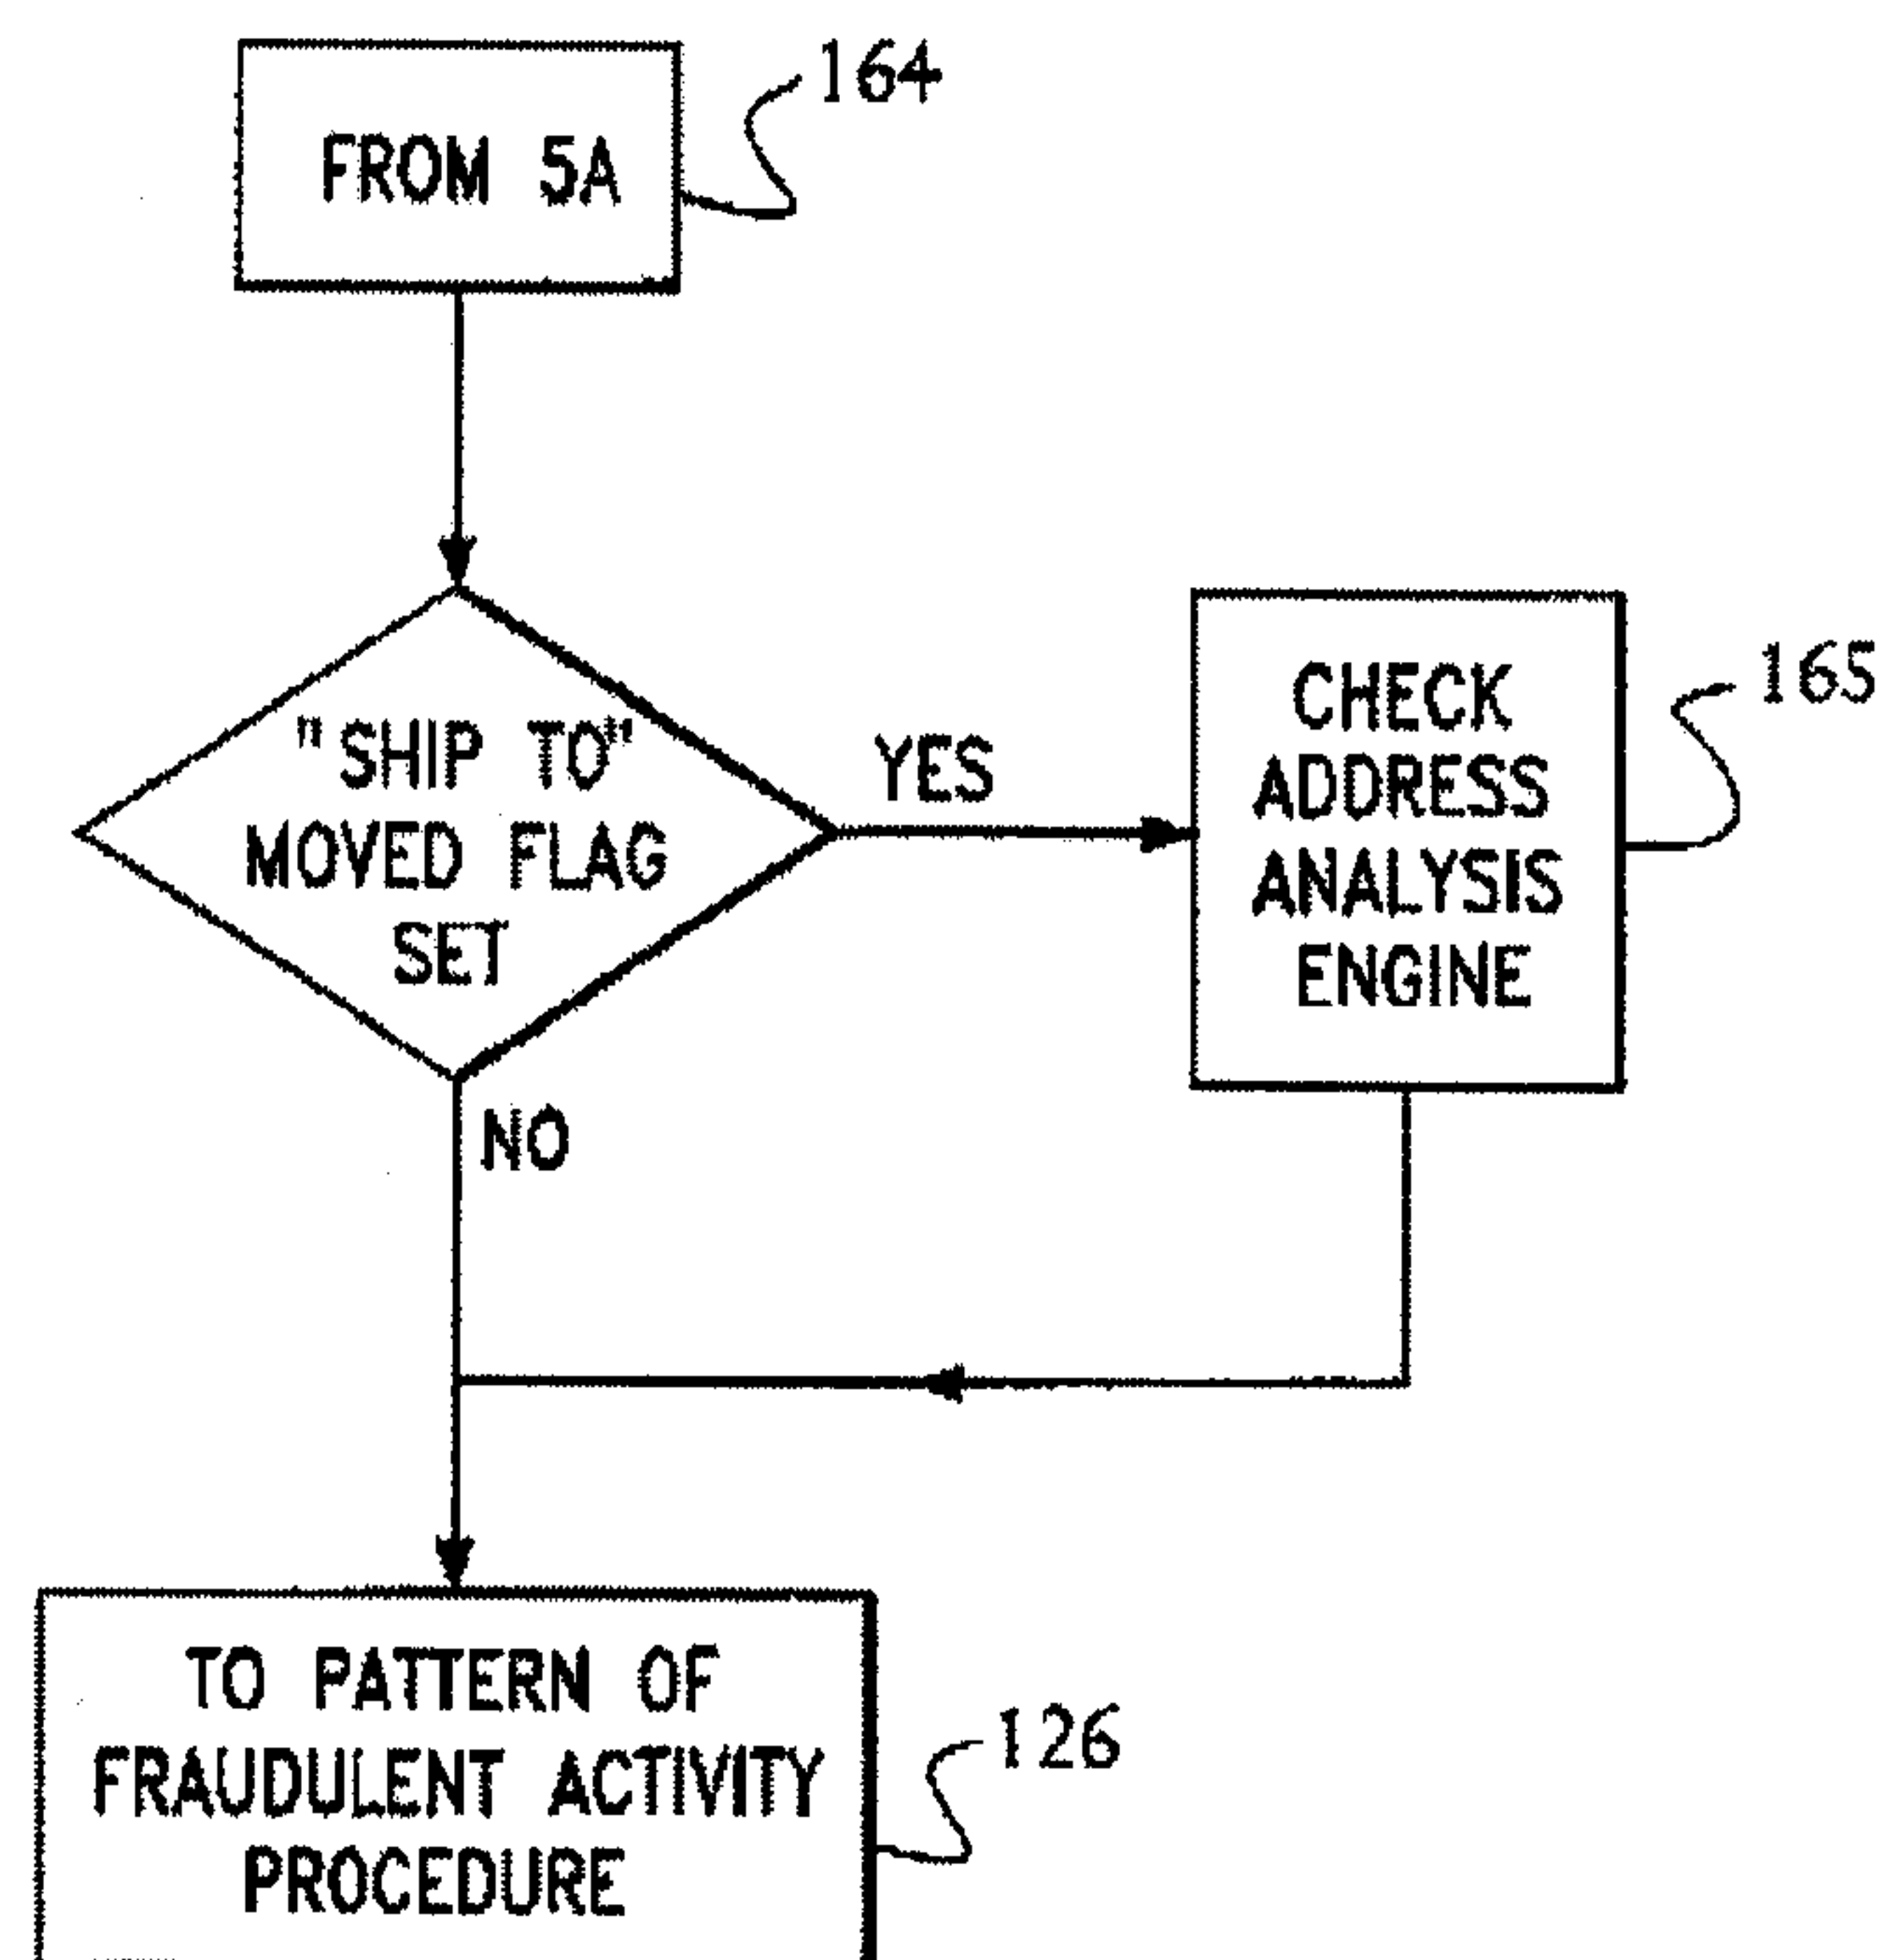 164
FROM 5A
"SHIP TO"
MOVED FLAG
SET
YES
CHECK
ADDRESS
ANALYSIS
ENGINE
165
NO
TO PATTERN OF
FRAUDULENT ACTIVITY
PROCEDURE
126